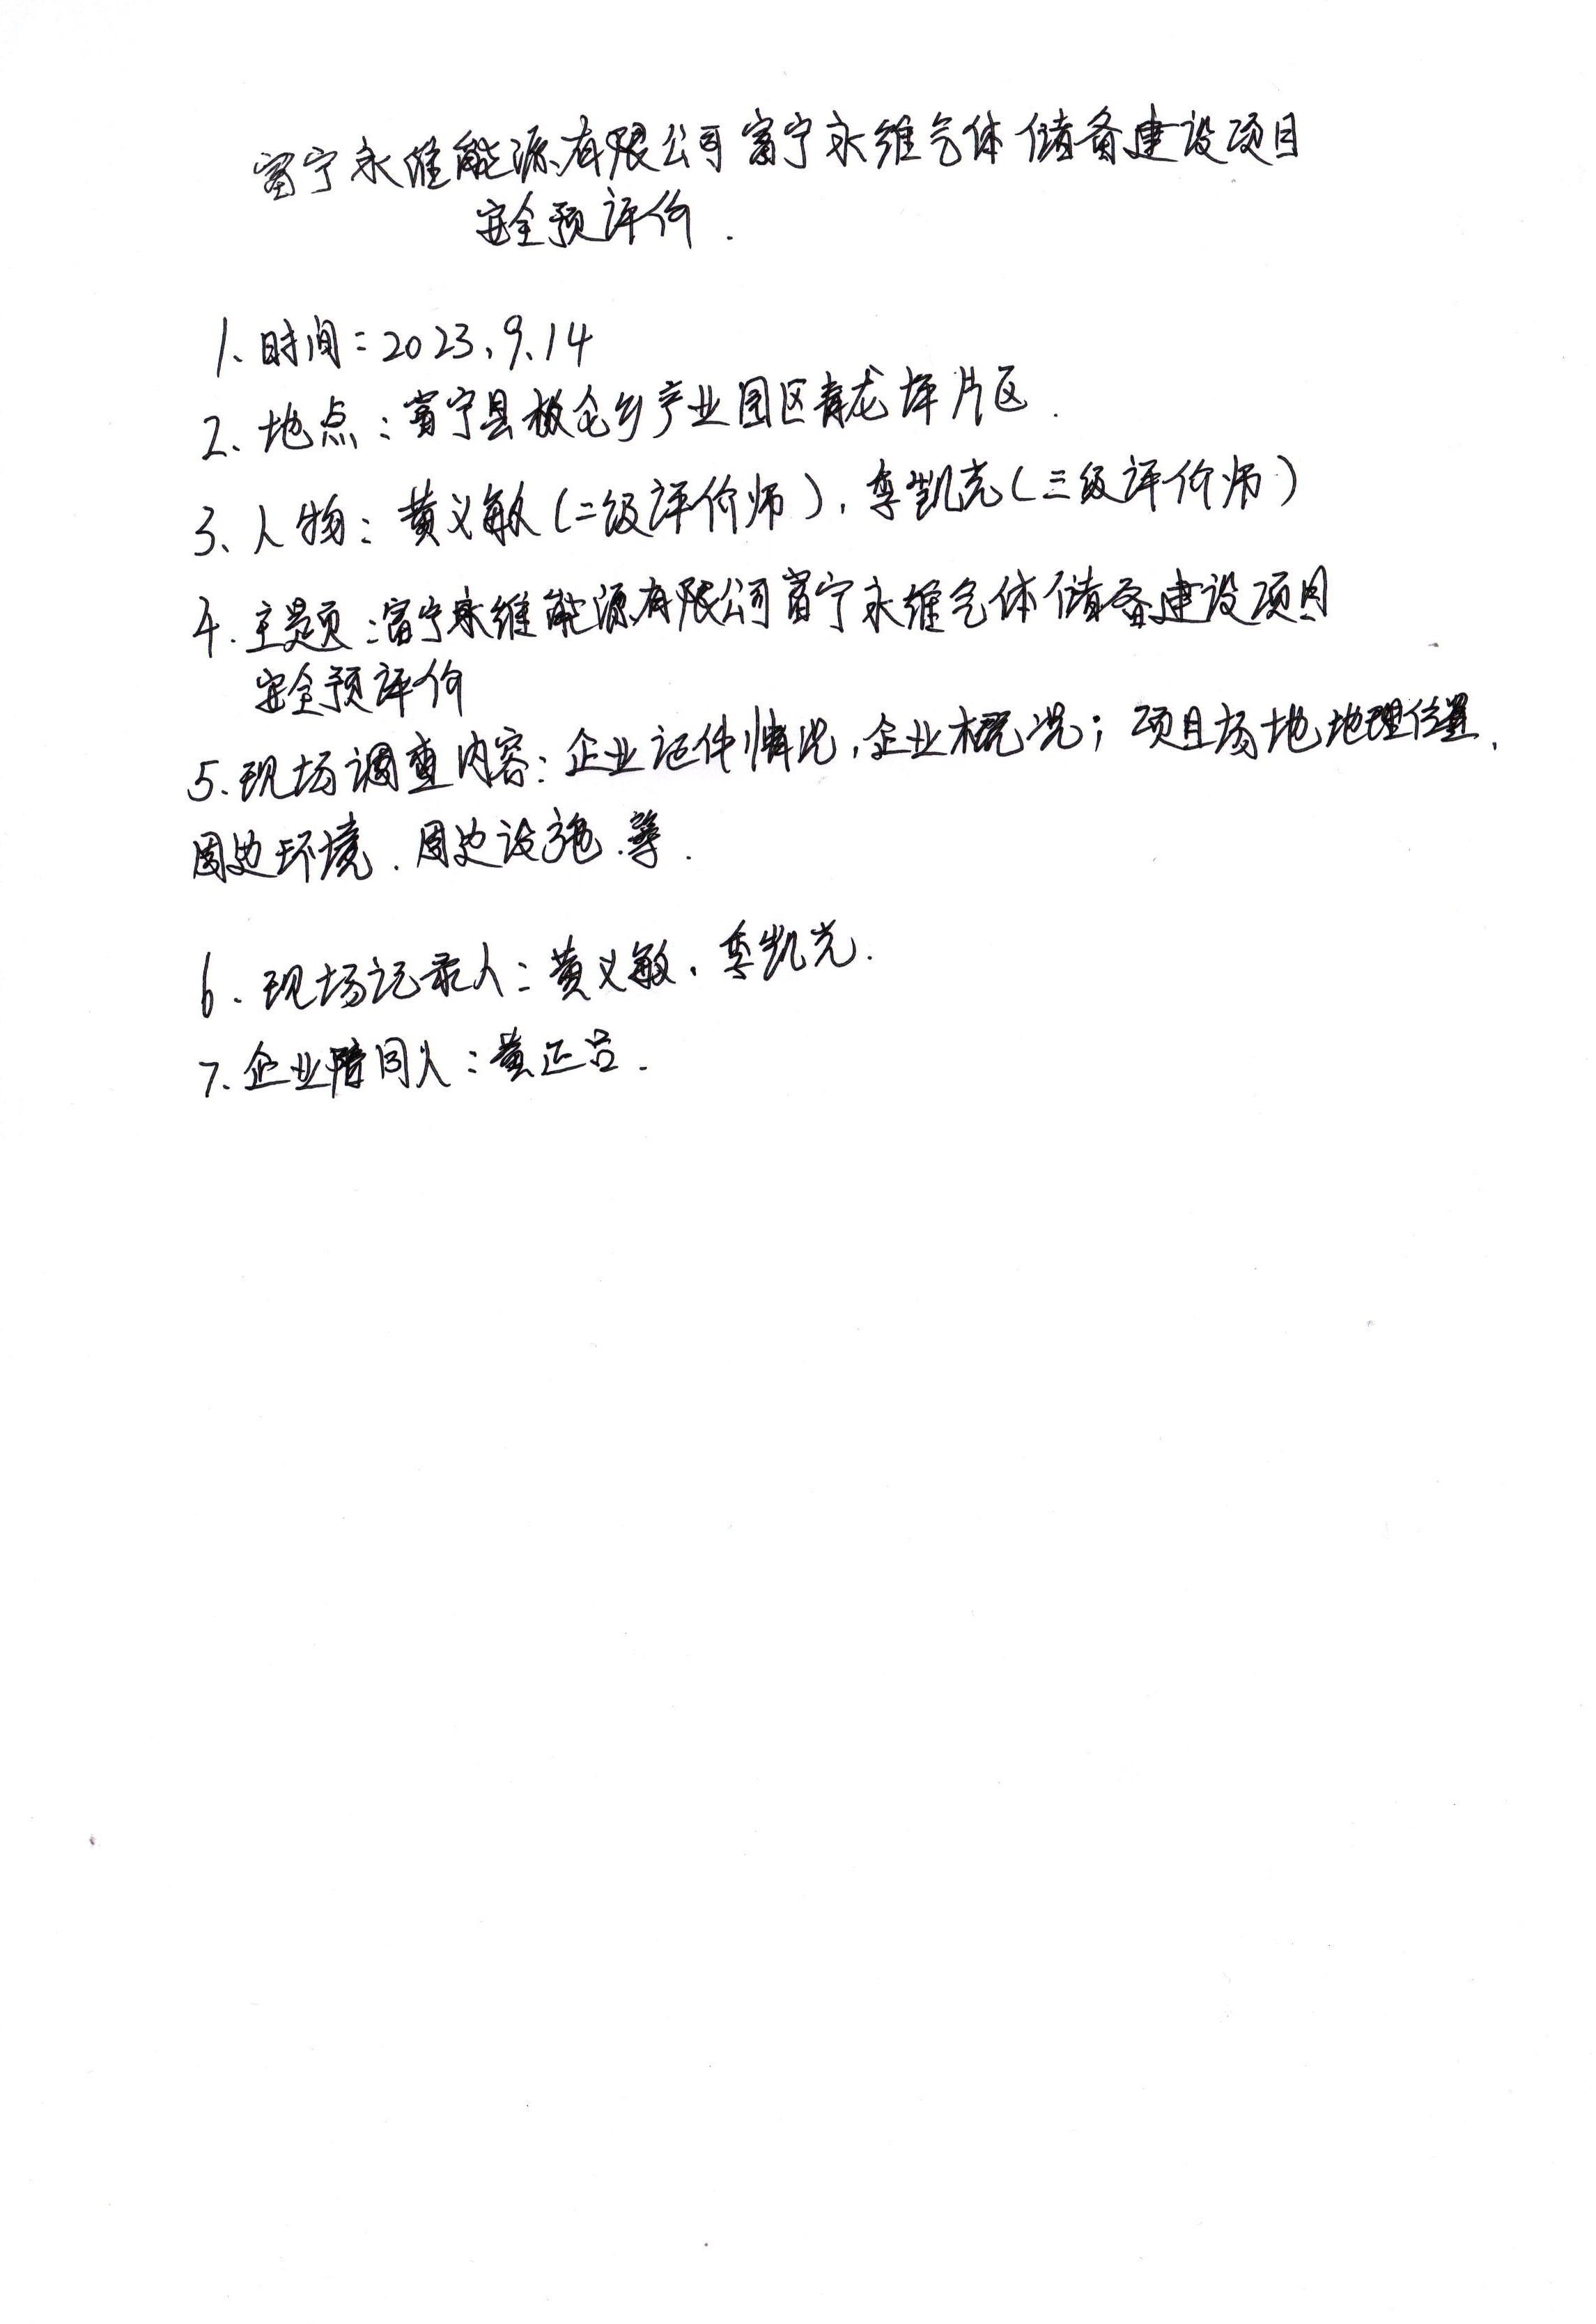 富宁永维能源有限公司富宁永维气体储备建设项目
安全预评价.
1、时间:2023、9、14
2、地点:富宁县板仑乡产业园区青龙坪片区.
3、人物:黄义敏(二级评价师)、李凯亮(三级评价师)
4.主题:富宁永维能源有限公司富宁永维气体储备建设项目
安全预评价
5.现场调查内容:企业证件情况,企业概况;项目场地地理位置、
周边环境.周边设施.等.
6.现场记录人:黄义敏、李凯光.
7.企业陪同人:黄正吕.